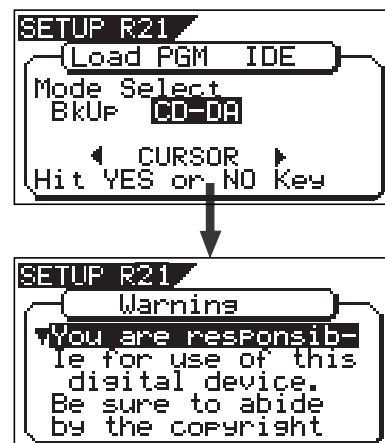 SETUP R21
Load PGM IDE
Mode Select
BkUp CD-DA
◀ CURSOR ▶
Hit YES or NO Key
SETUP R21
Warning
▼You are responsib-
le for use of this
digital device.
Be sure to abide
by the copyright